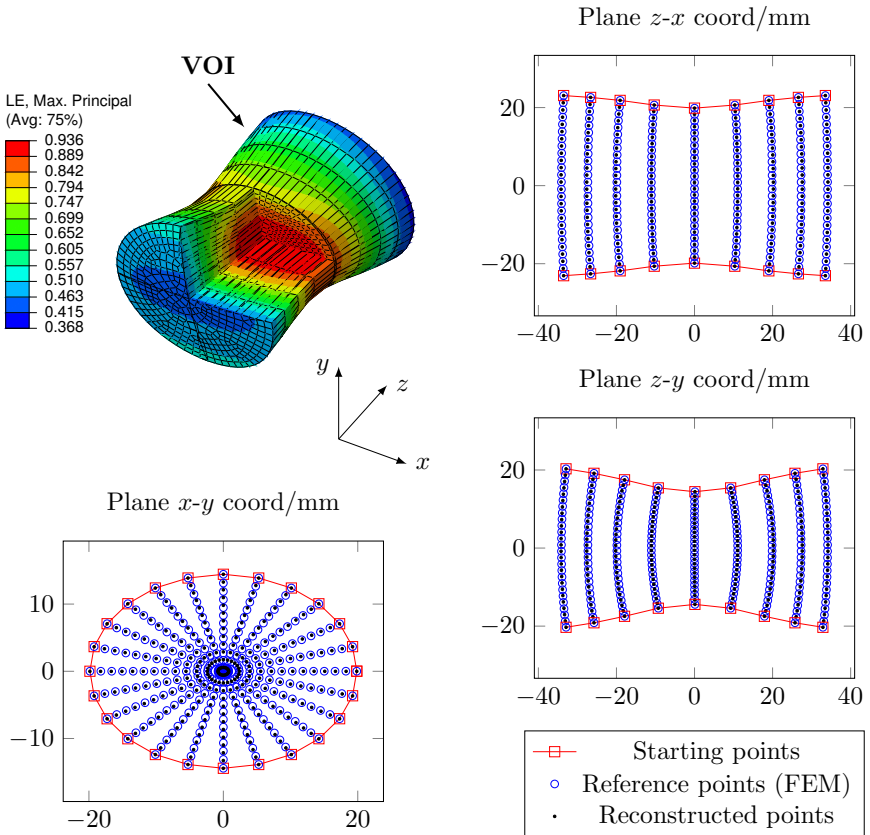 VOI
LE, Max. Principal
(Avg: 75%)
0.936
0.889
0.842
0.794
0.747
0.699
0.652
0.605
0.557
0.510
0.463
0.415
0.368
y
z
x
Plane z-x coord/mm
20
0
−20
−40 −20 0 20 40
Plane z-y coord/mm
20
0
−20
−40 −20 0 20 40
Plane x-y coord/mm
10
0
−10
−20 0 20
Starting points
Reference points (FEM)
Reconstructed points